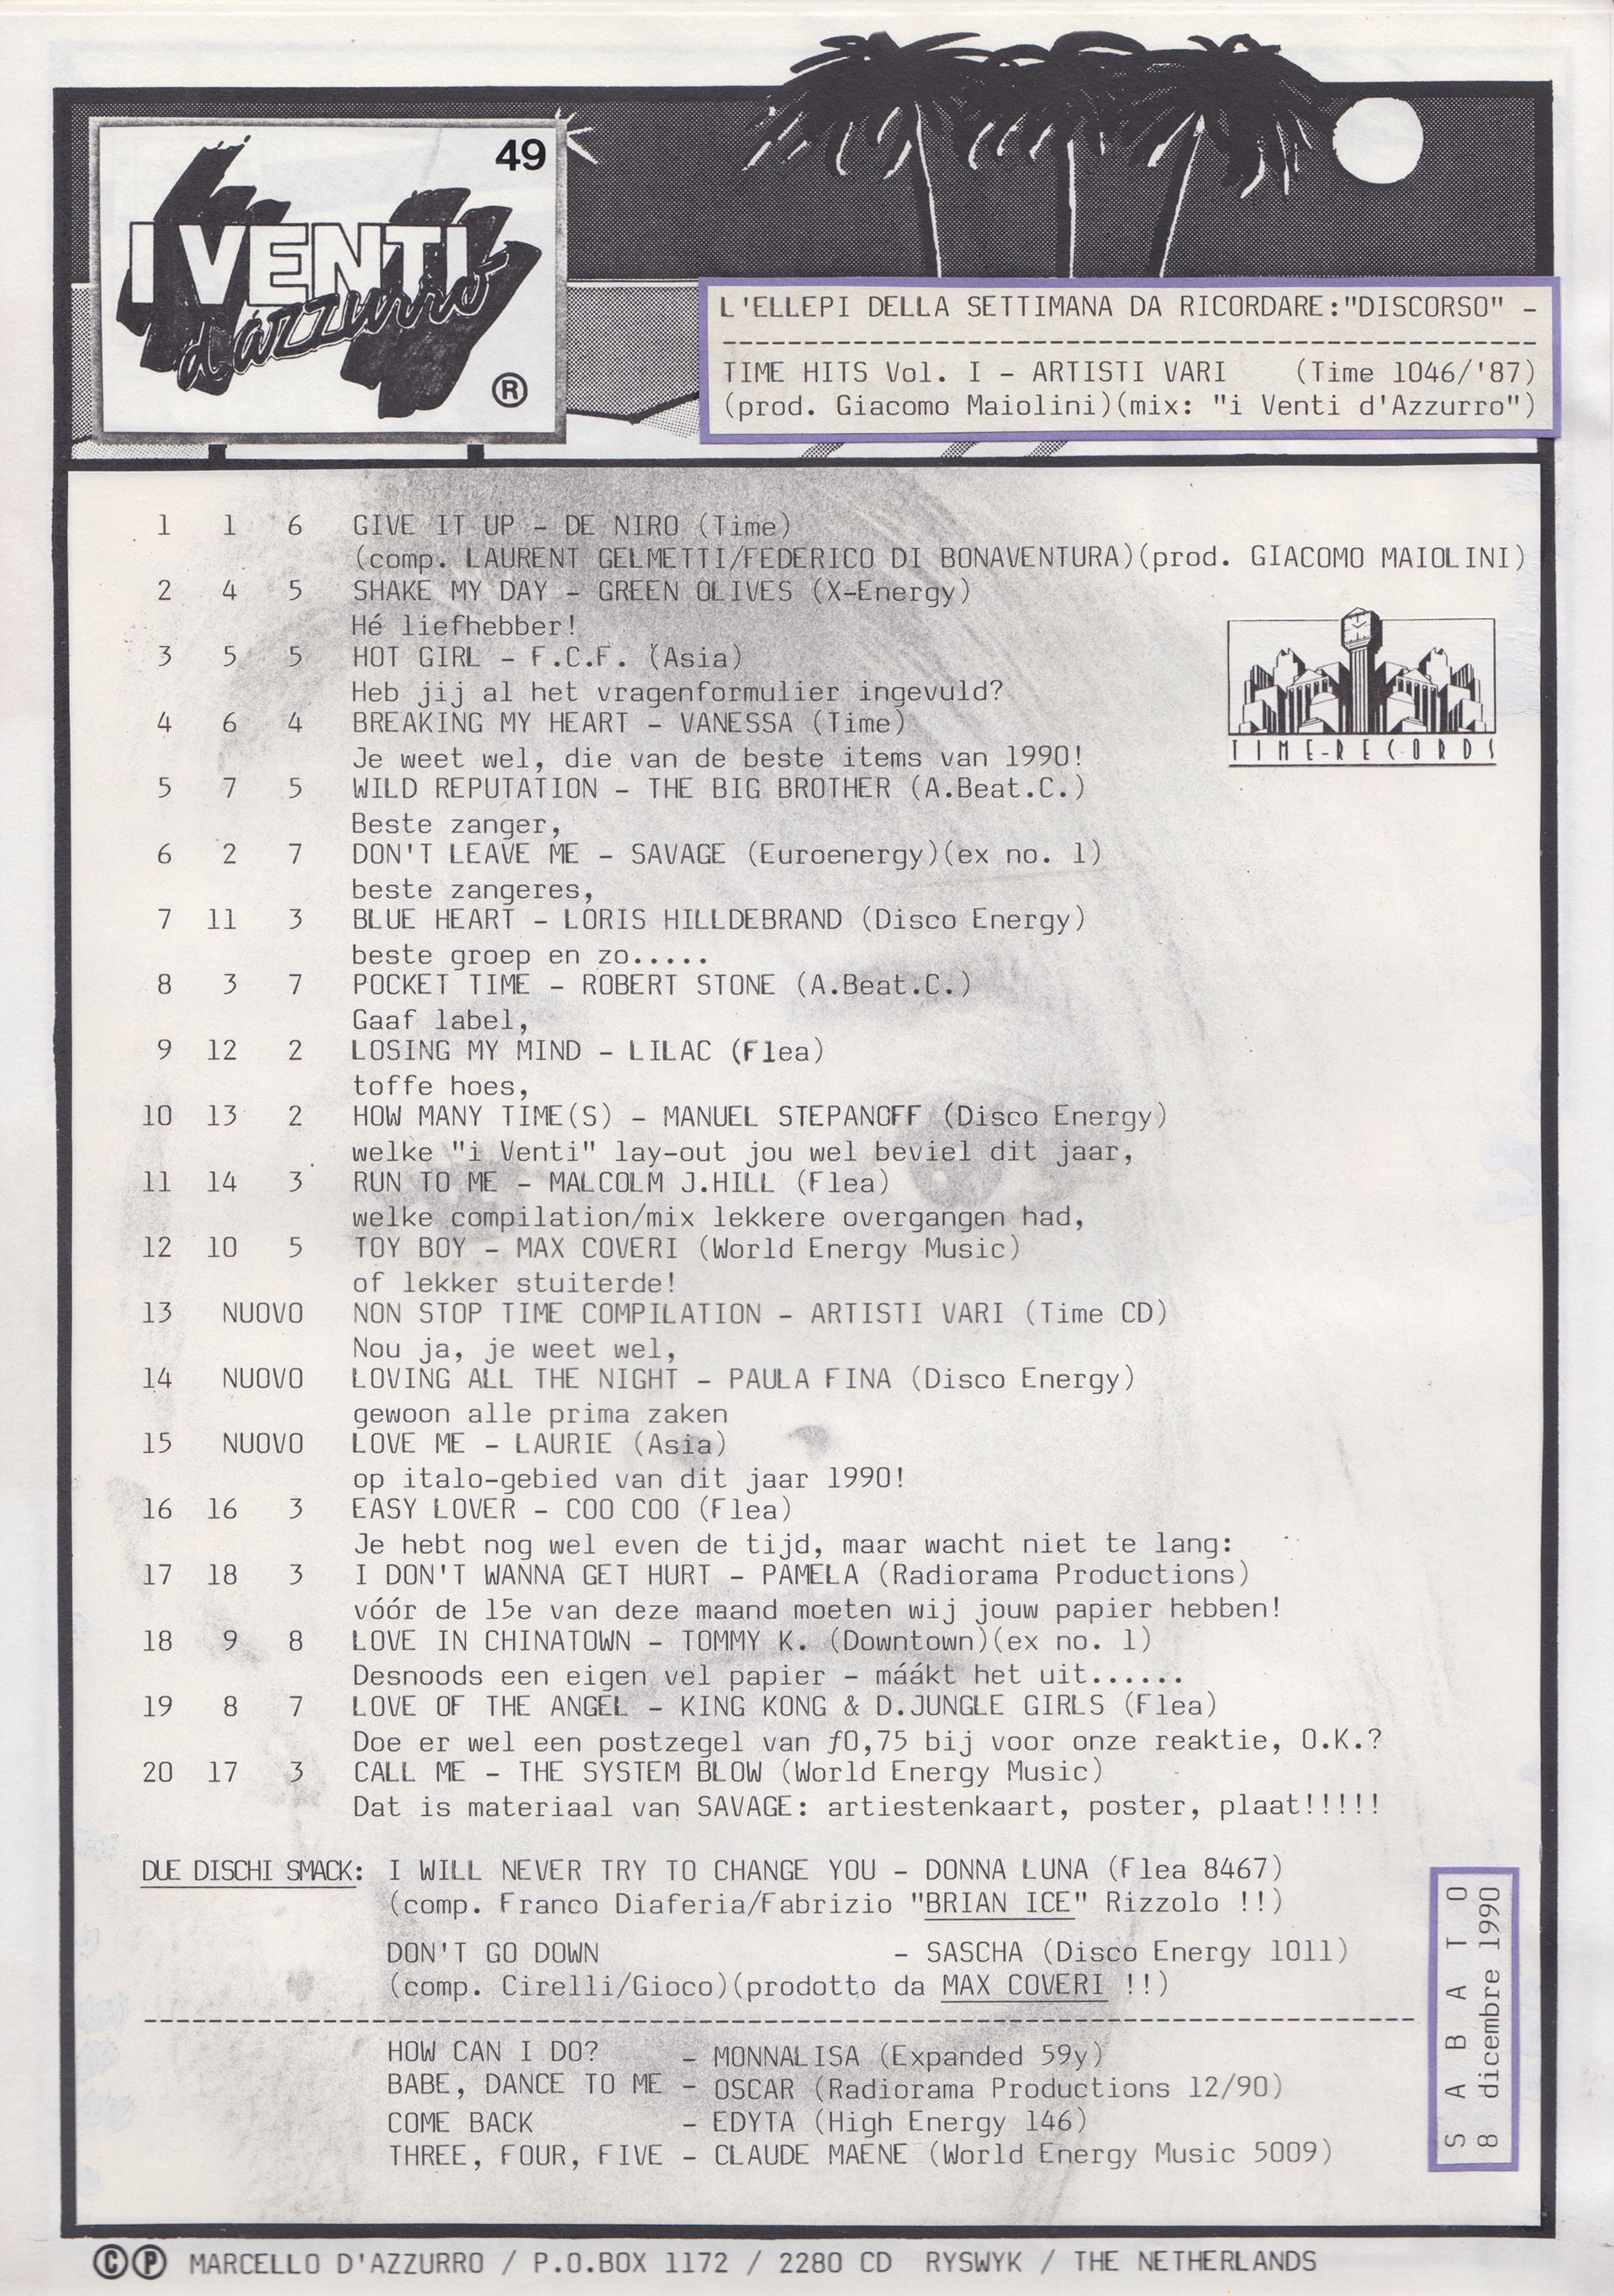 49
I VENTI
d'azzurro
®
L'ELLEPI DELLA SETTIMANA DA RICORDARE:"DISCORSO" -
TIME HITS Vol. I - ARTISTI VARI (Time 1046/'87)
(prod. Giacomo Maiolini)(mix: "i Venti d'Azzurro")
1 1 6 GIVE IT UP - DE NIRO (Time)
(comp. LAURENT GELMETTI/FEDERICO DI BONAVENTURA)(prod. GIACOMO MAIOLINI)
2 4 5 SHAKE MY DAY - GREEN OLIVES (X-Energy)
Hé liefhebber!
3 5 5 HOT GIRL - F.C.F. (Asia)
Heb jij al het vragenformulier ingevuld?
4 6 4 BREAKING MY HEART - VANESSA (Time)
Je weet wel, die van de beste items van 1990!
TIME-RECORDS
5 7 5 WILD REPUTATION - THE BIG BROTHER (A.Beat.C.)
Beste zanger,
6 2 7 DON'T LEAVE ME - SAVAGE (Euroenergy)(ex no. 1)
beste zangeres,
7 11 3 BLUE HEART - LORIS HILLDEBRAND (Disco Energy)
beste groep en zo.....
8 3 7 POCKET TIME - ROBERT STONE (A.Beat.C.)
Gaaf label,
9 12 2 LOSING MY MIND - LILAC (Flea)
toffe hoes,
10 13 2 HOW MANY TIME(S) - MANUEL STEPANOFF (Disco Energy)
welke "i Venti" lay-out jou wel beviel dit jaar,
11 14 3 RUN TO ME - MALCOLM J.HILL (Flea)
welke compilation/mix lekkere overgangen had,
12 10 5 TOY BOY - MAX COVERI (World Energy Music)
of lekker stuiterde!
13 NUOVO NON STOP TIME COMPILATION - ARTISTI VARI (Time CD)
Nou ja, je weet wel,
14 NUOVO LOVING ALL THE NIGHT - PAULA FINA (Disco Energy)
gewoon alle prima zaken
15 NUOVO LOVE ME - LAURIE (Asia)
op italo-gebied van dit jaar 1990!
16 16 3 EASY LOVER - COO COO (Flea)
Je hebt nog wel even de tijd, maar wacht niet te lang:
17 18 3 I DON'T WANNA GET HURT - PAMELA (Radiorama Productions)
vóór de 15e van deze maand moeten wij jouw papier hebben!
18 9 8 LOVE IN CHINATOWN - TOMMY K. (Downtown)(ex no. 1)
Desnoods een eigen vel papier - máákt het uit......
19 8 7 LOVE OF THE ANGEL - KING KONG & D.JUNGLE GIRLS (Flea)
Doe er wel een postzegel van ƒ0,75 bij voor onze reaktie, O.K.?
20 17 3 CALL ME - THE SYSTEM BLOW (World Energy Music)
Dat is materiaal van SAVAGE: artiestenkaart, poster, plaat!!!!!
DUE DISCHI SMACK: I WILL NEVER TRY TO CHANGE YOU - DONNA LUNA (Flea 8467)
(comp. Franco Diaferia/Fabrizio "BRIAN ICE" Rizzolo !!)
DON'T GO DOWN - SASCHA (Disco Energy 1011)
(comp. Cirelli/Gioco)(prodotto da MAX COVERI !!)
HOW CAN I DO? - MONNALISA (Expanded 59y)
BABE, DANCE TO ME - OSCAR (Radiorama Productions 12/90)
COME BACK - EDYTA (High Energy 146)
THREE, FOUR, FIVE - CLAUDE MAENE (World Energy Music 5009)
SABATO
8 dicembre 1990
©℗ MARCELLO D'AZZURRO / P.O.BOX 1172 / 2280 CD RYSWYK / THE NETHERLANDS